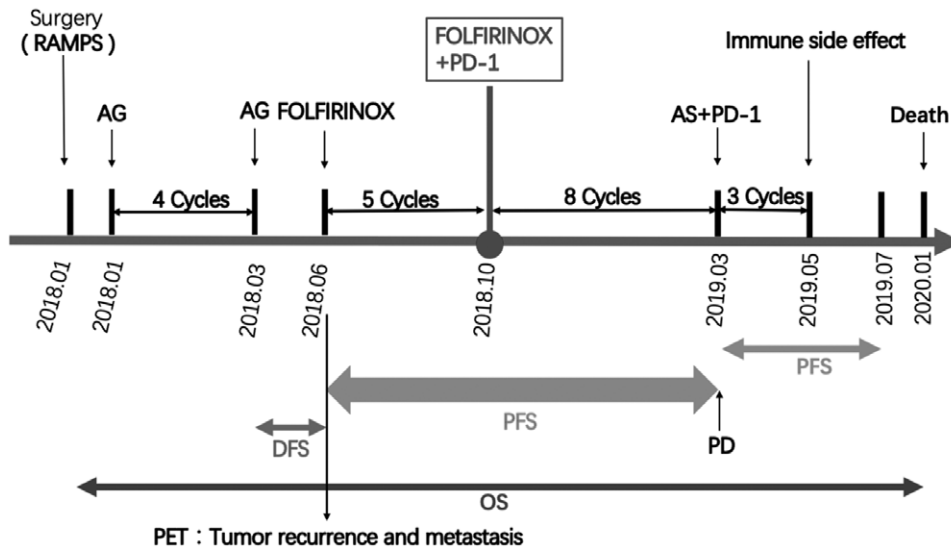 Surgery
( RAMPS )
FOLFIRINOX
+PD-1
Immune side effect
AG
AG FOLFIRINOX
AS+PD-1
Death
4 Cycles
5 Cycles
8 Cycles
3 Cycles
2018.01
2018.01
2018.03
2018.06
2018.10
2019.03
2019.05
2019.07
2020.01
PFS
PFS
DFS
PD
OS
PET：Tumor recurrence and metastasis